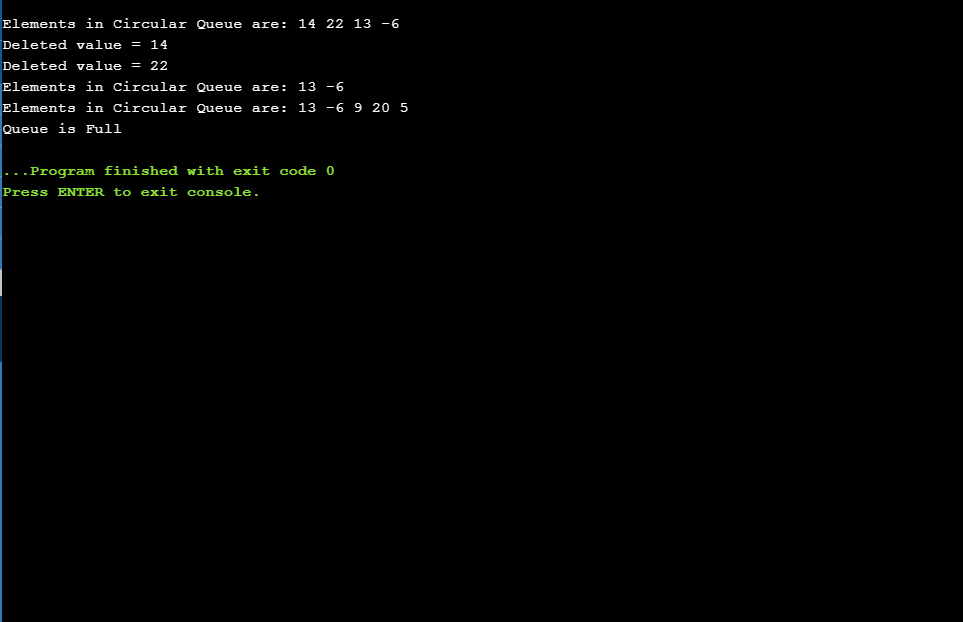 Elements in Circular Queue are: 14 22 13 -6
Deleted value = 14
Deleted value = 22
Elements in Circular Queue are: 13 -6
Elements in Circular Queue are: 13 -6 9 20 5
Queue is Full
...Program finished with exit code 0
Press ENTER to exit console.